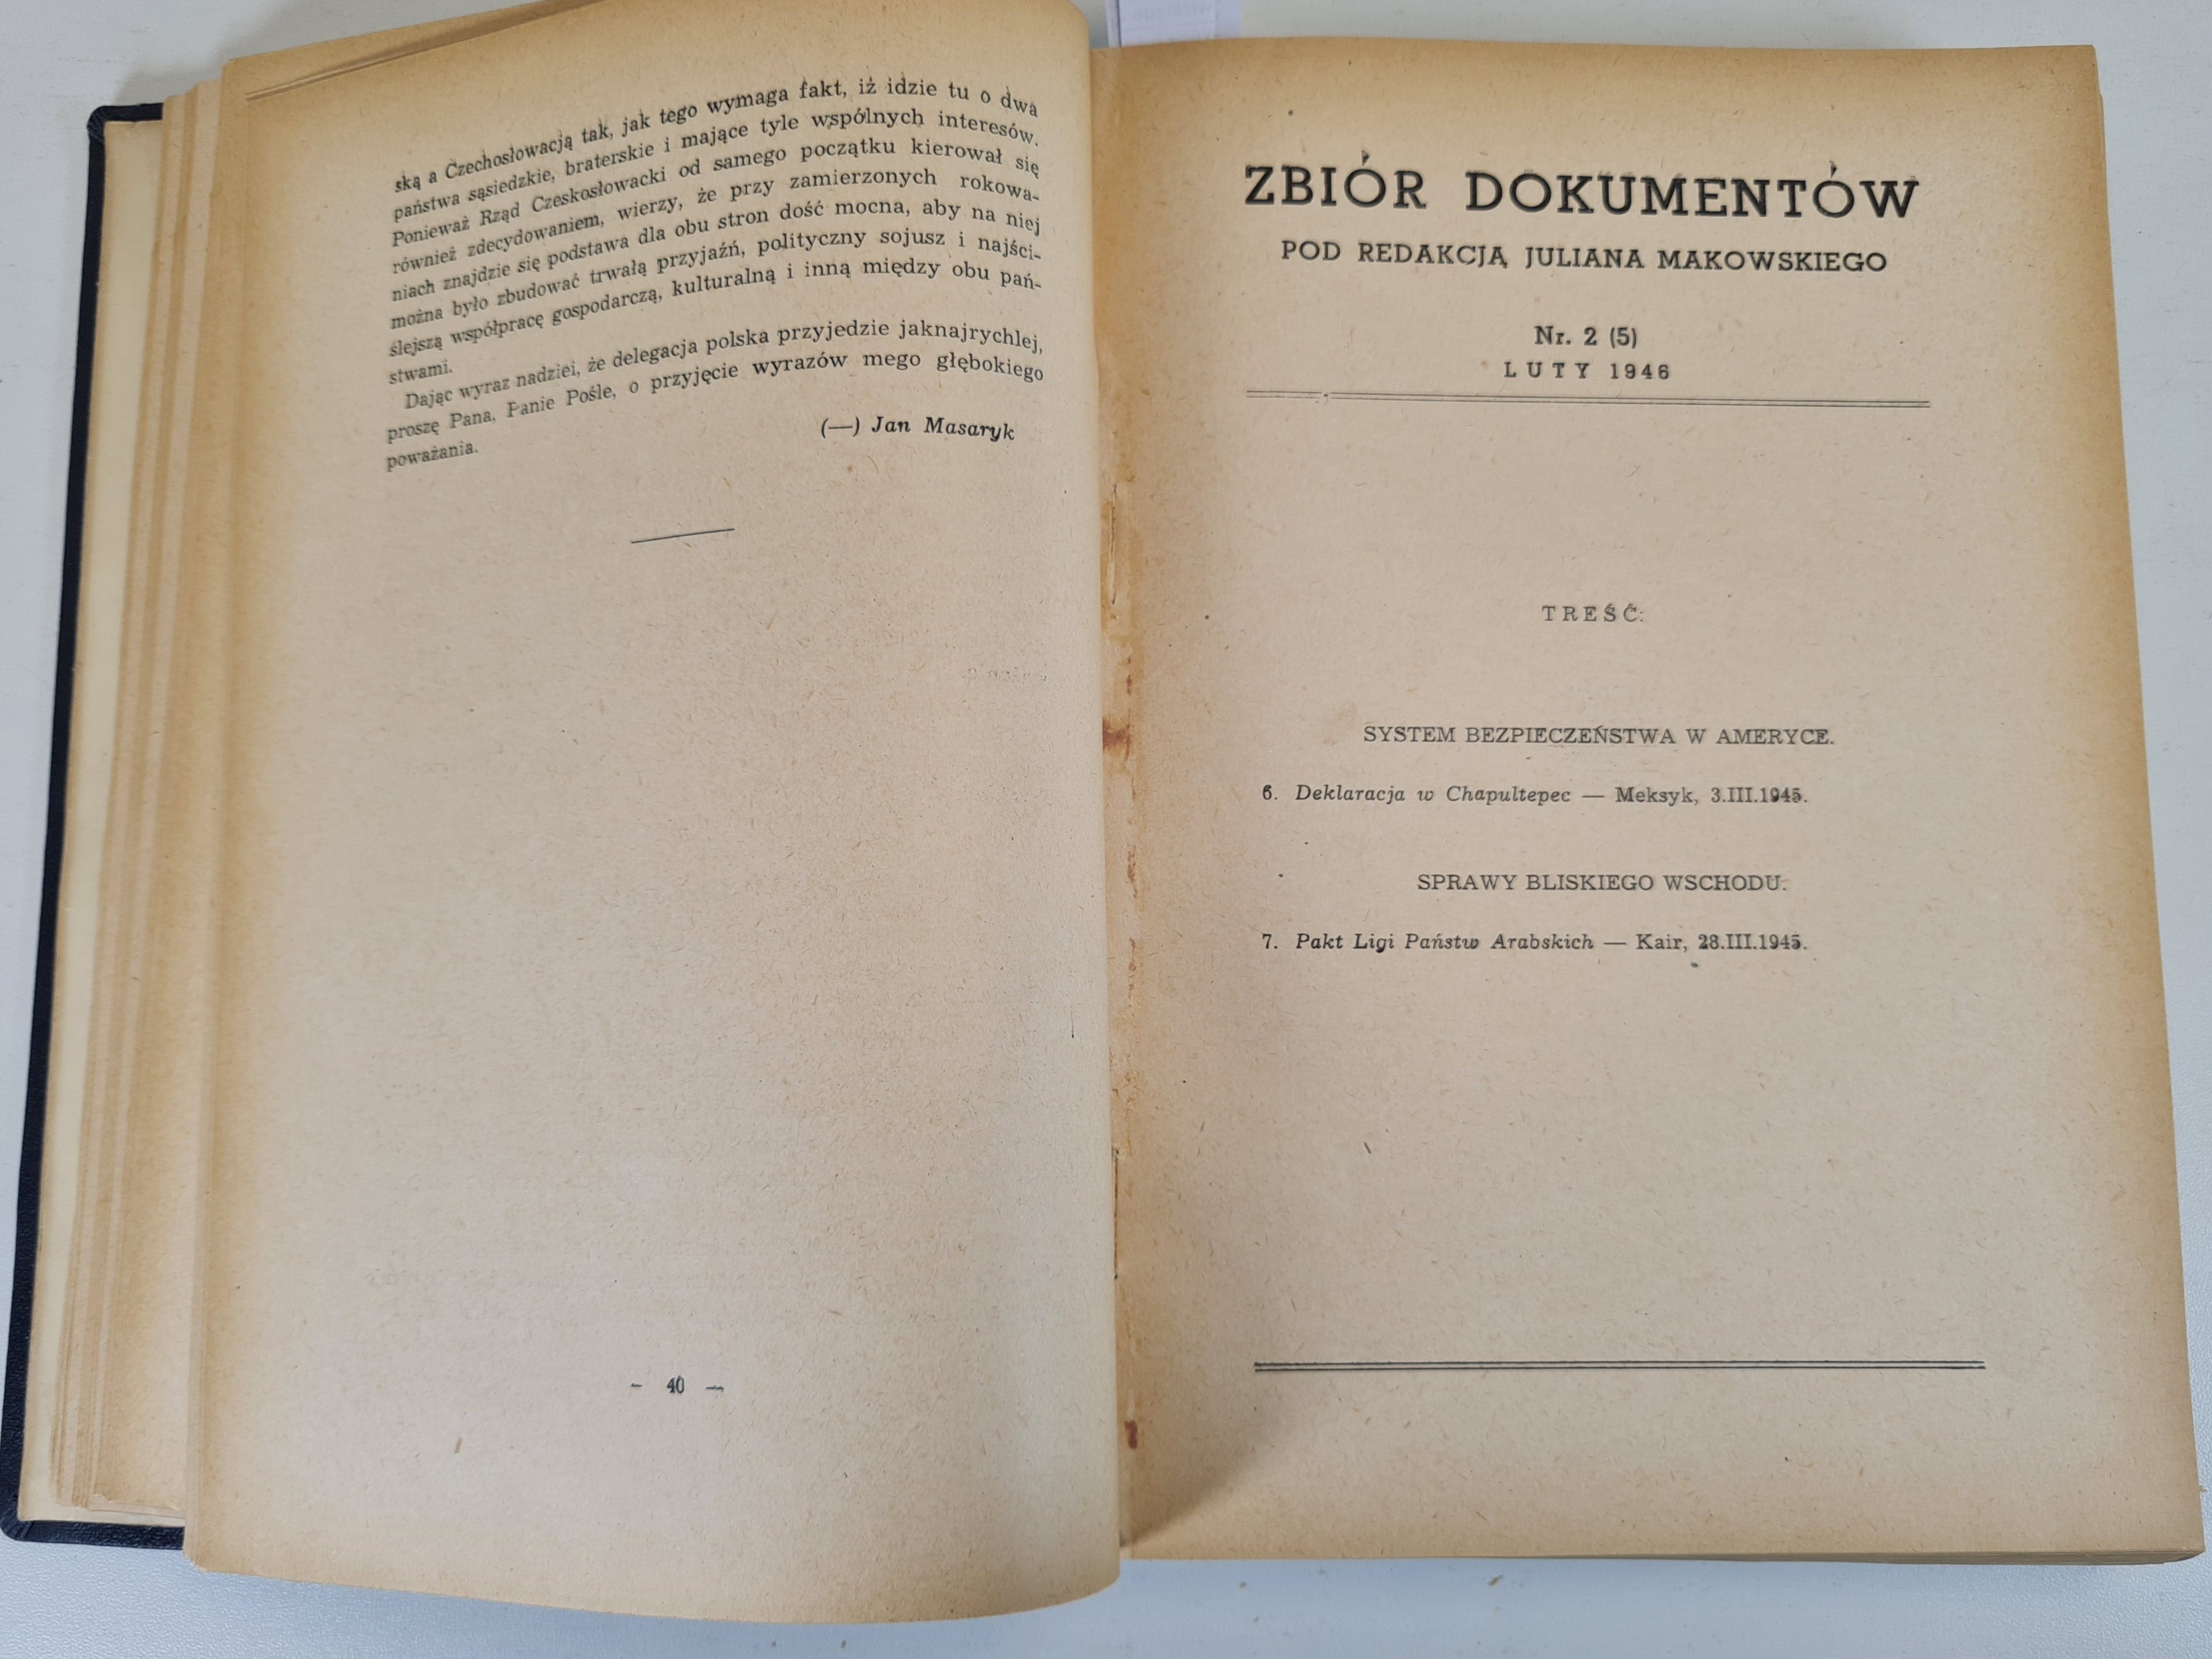 ską a Czechosłowacją tak, jak tego wymaga fakt, iż idzie tu o dwa
państwa sąsiedzkie, braterskie i mające tyle wspólnych interesów.
Ponieważ Rząd Czeskosłowacki od samego początku kierował się
również zdecydowaniem, wierzy, że przy zamierzonych rokowa-
niach znajdzie się podstawa dla obu stron dość mocna, aby na niej
można było zbudować trwałą przyjaźń, polityczny sojusz i najści-
ślejszą współpracę gospodarczą, kulturalną i inną między obu pań-
stwami.
Dając wyraz nadziei, że delegacja polska przyjedzie jaknajrychlej,
proszę Pana, Panie Pośle, o przyjęcie wyrazów mego głębokiego
poważania.
(—) Jan Masaryk
- 40 —
ZBIÓR DOKUMENTÓW
POD REDAKCJĄ JULIANA MAKOWSKIEGO
Nr. 2 (5)
LUTY 1946
TREŚĆ:
SYSTEM BEZPIECZEŃSTWA W AMERYCE.
6. Deklaracja w Chapultepec — Meksyk, 3.III.1945.
SPRAWY BLISKIEGO WSCHODU.
7. Pakt Ligi Państw Arabskich — Kair, 28.III.1945.